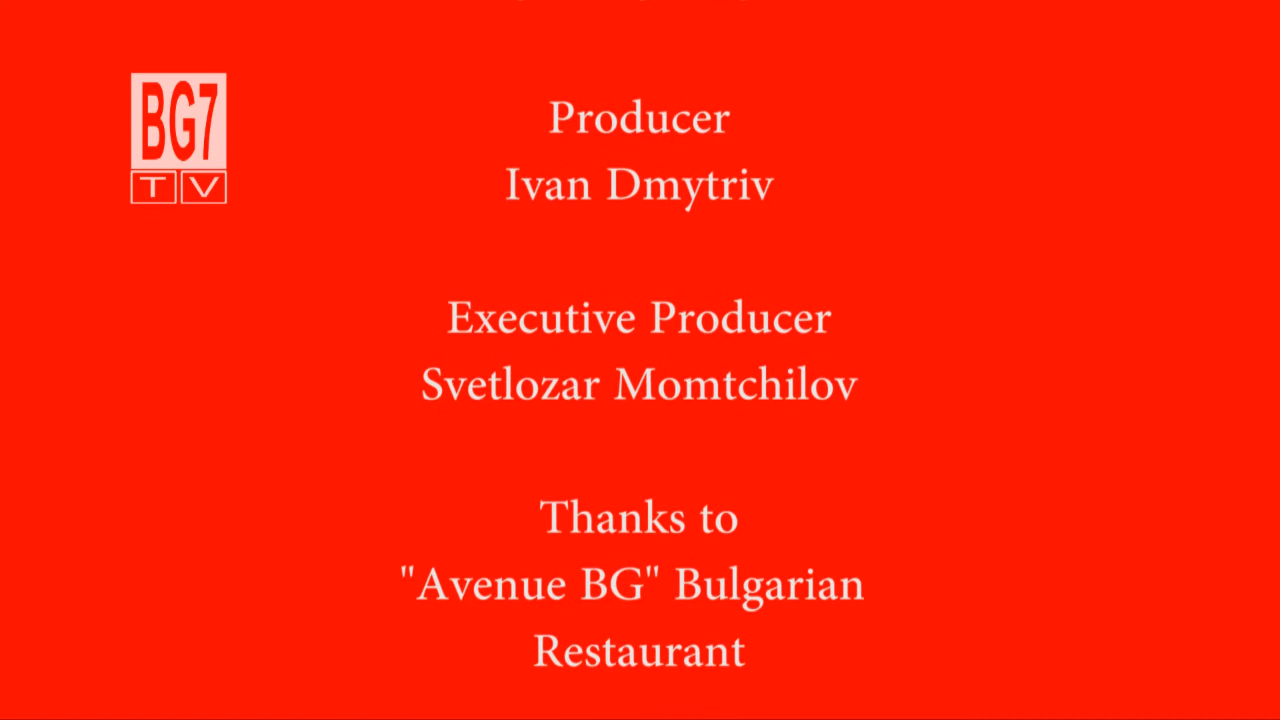 BG7
TV
Producer
Ivan Dmytriv
Executive Producer
Svetlozar Momtchilov
Thanks to
"Avenue BG" Bulgarian
Restaurant